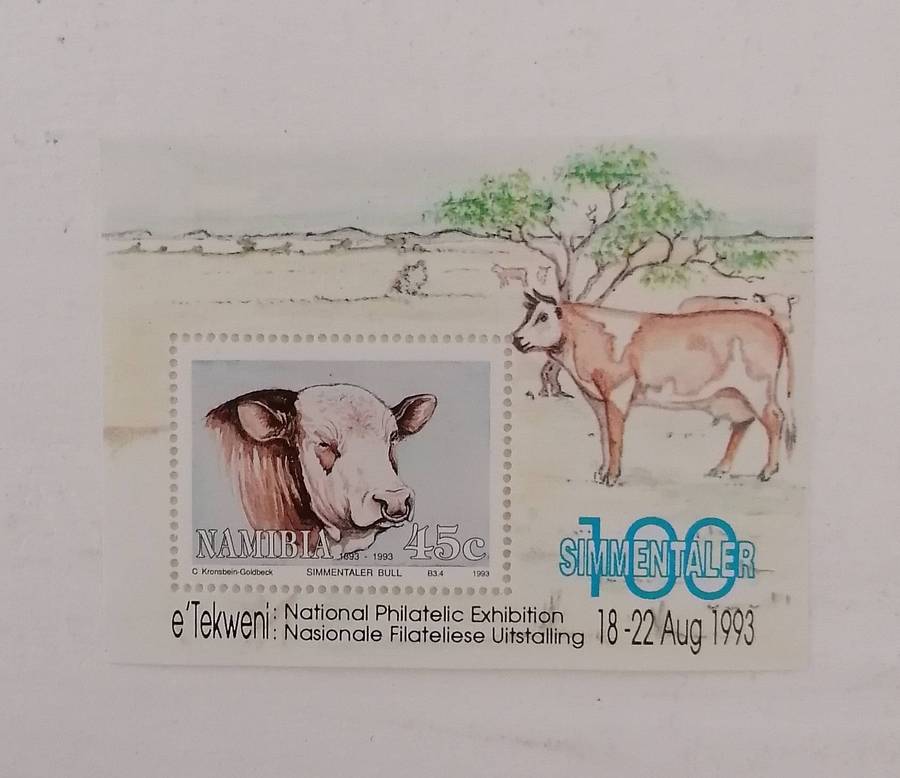 NAMIBIA 1893 - 1993 45c
C Kronsbein-Goldbeck SIMMENTALER BULL B3.4 1993
100
SIMMENTALER
e'Tekweni: National Philatelic Exhibition
: Nasionale Filateliese Uitstalling 18 -22 Aug 1993